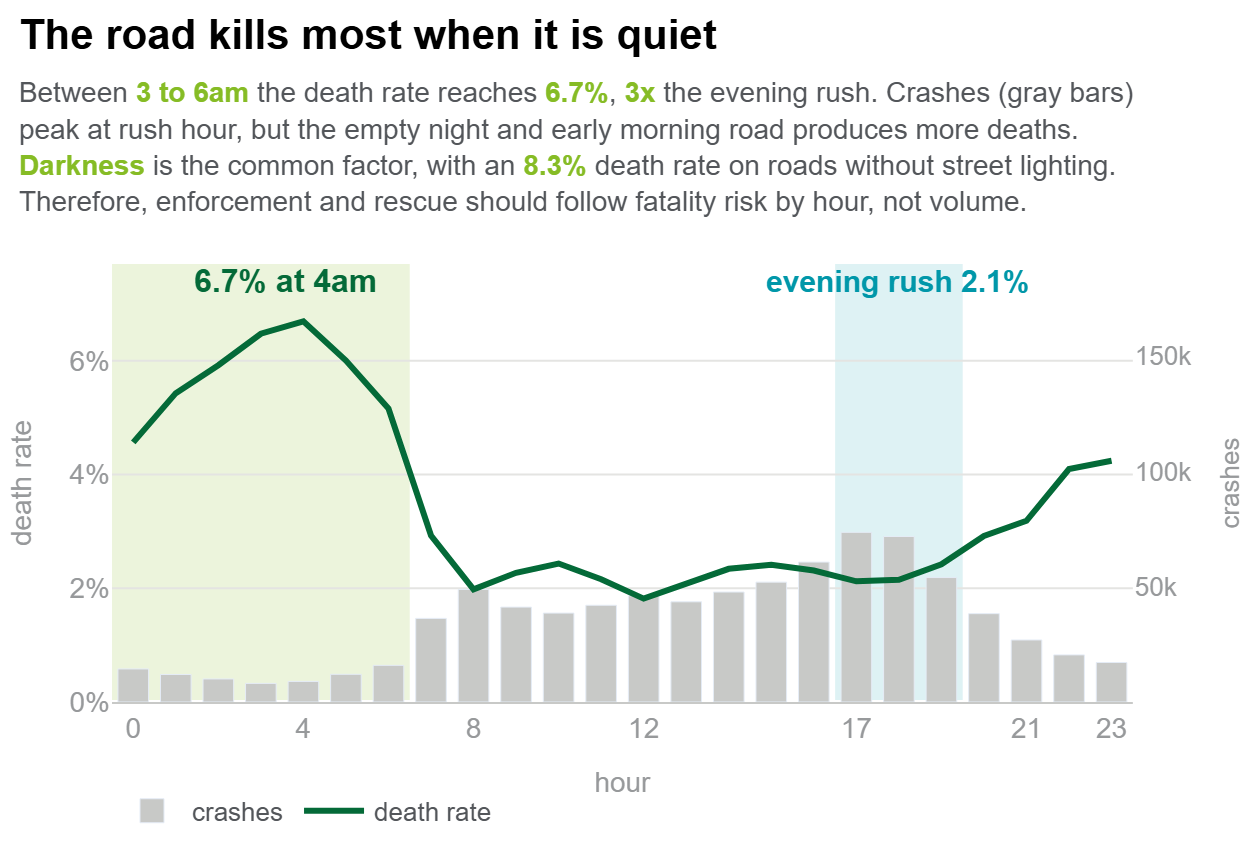 The road kills most when it is quiet
Between 3 to 6am the death rate reaches 6.7%, 3x the evening rush. Crashes (gray bars)
peak at rush hour, but the empty night and early morning road produces more deaths.
Darkness is the common factor, with an 8.3% death rate on roads without street lighting.
Therefore, enforcement and rescue should follow fatality risk by hour, not volume.
6.7% at 4am
evening rush 2.1%
6%
4%
2%
0%
death rate
150k
100k
50k
crashes
0 4 8 12 17 21 23
hour
crashes death rate